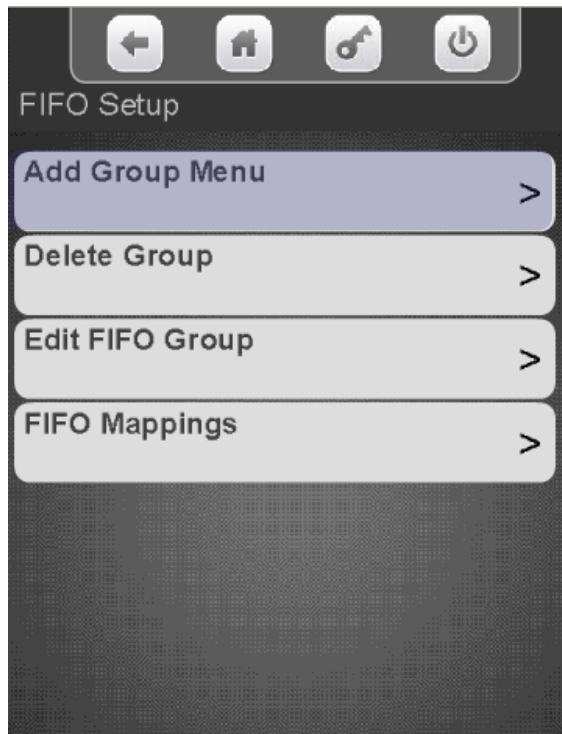 FIFO Setup
Add Group Menu
>
Delete Group
>
Edit FIFO Group
>
FIFO Mappings
>